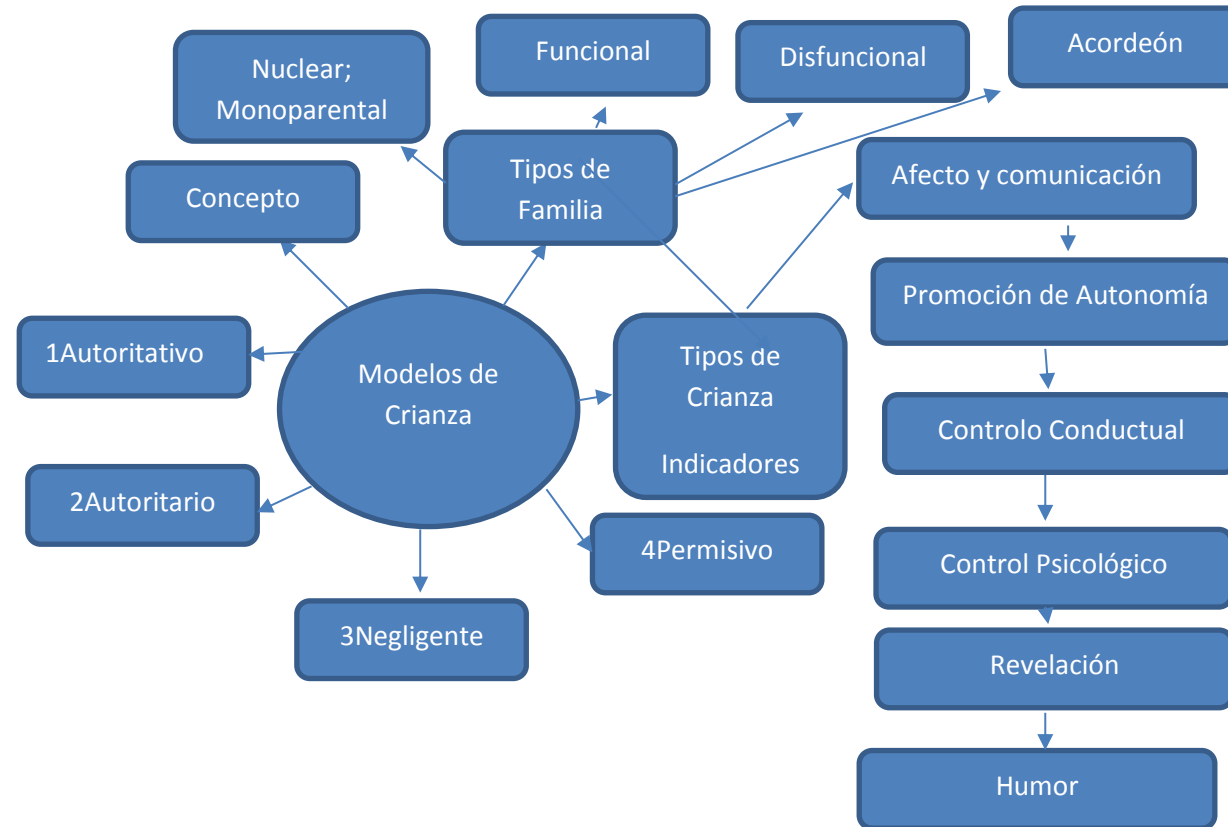 Funcional
Disfuncional
Acordeón
Nuclear;
Monoparental
Tipos de
Familia
Afecto y comunicación
Concepto
Promoción de Autonomía
1Autoritativo
Modelos de
Crianza
Tipos de
Crianza
Indicadores
Controlo Conductual
2Autoritario
4Permisivo
Control Psicológico
3Negligente
Revelación
Humor